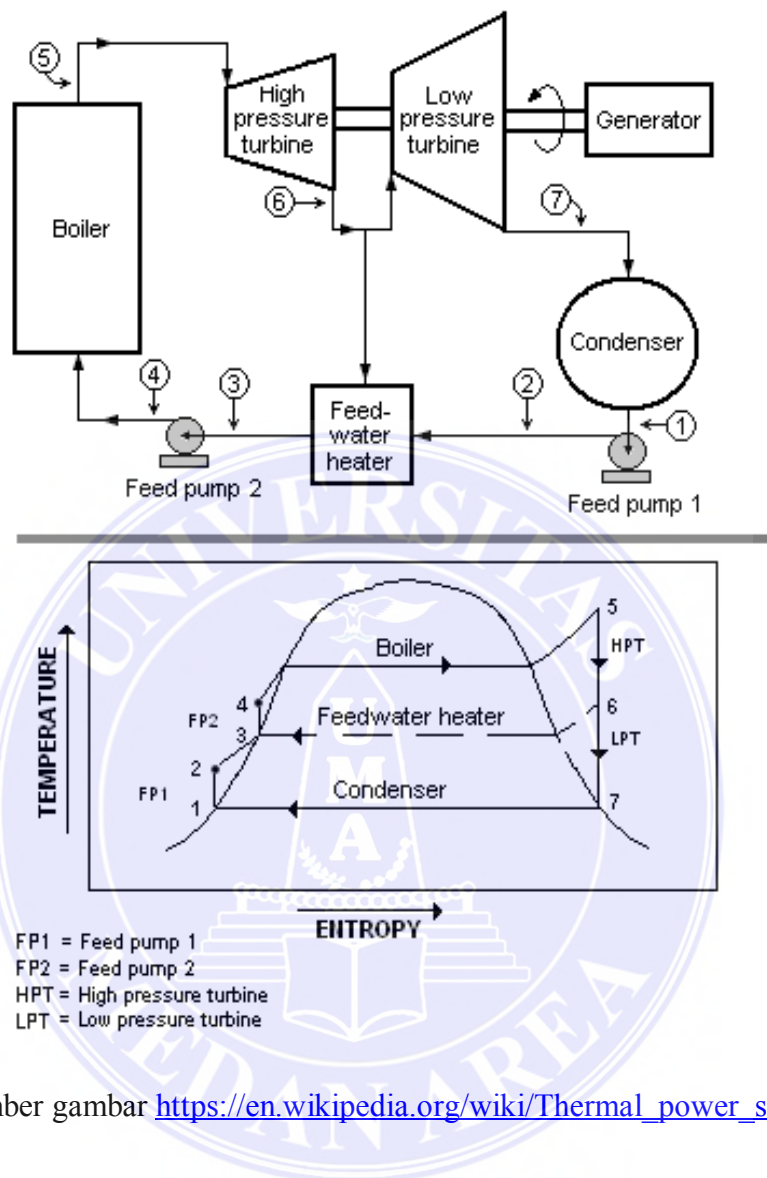 5
High
pressure
turbine
Low
pressure
turbine
Generator
6
7
Boiler
Condenser
4
3
2
1
Feed-
water
heater
Feed pump 2
Feed pump 1
UNIVERSITAS
UMA
MEDAN AREA
TEMPERATURE
5
Boiler
HPT
4
FP2
Feedwater heater
6
3
LPT
2
FP1
Condenser
1
7
ENTROPY
FP1 = Feed pump 1
FP2 = Feed pump 2
HPT = High pressure turbine
LPT = Low pressure turbine
gambar https://en.wikipedia.org/wiki/Thermal_power_s